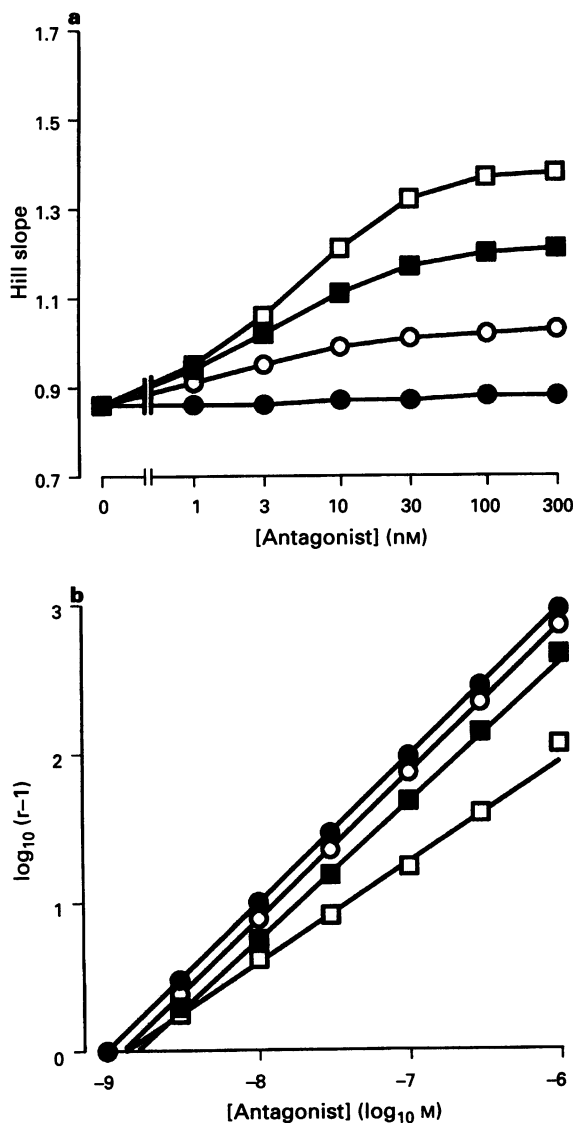 a
1.7
1.5
1.3
1.1
0.9
0.7
Hill slope
0 1 3 10 30 100 300
[Antagonist] (nM)
b
3
2
1
0
log10 (r–1)
–9 –8 –7 –6
[Antagonist] (log10 M)